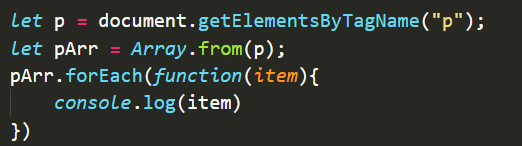 let p = document.getElementsByTagName("p");
let pArr = Array.from(p);
pArr.forEach(function(item){
    console.log(item)
})